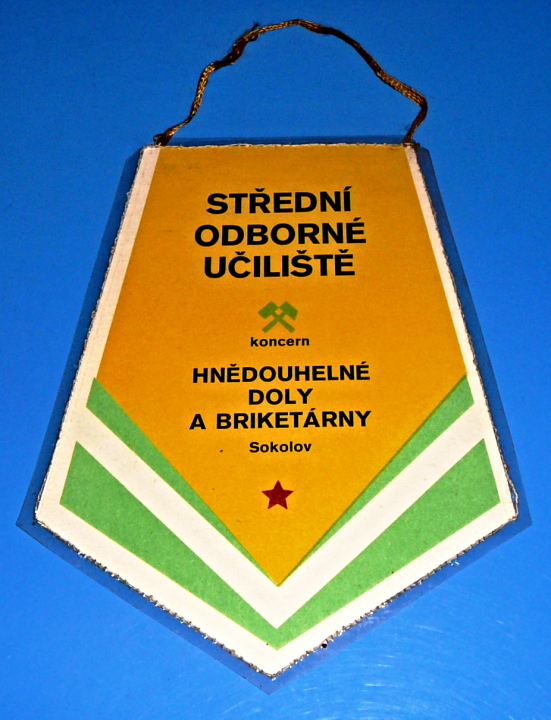 STŘEDNÍ
ODBORNÉ
UČILIŠTĚ
koncern
HNĚDOUHELNÉ
DOLY
A BRIKETÁRNY
Sokolov